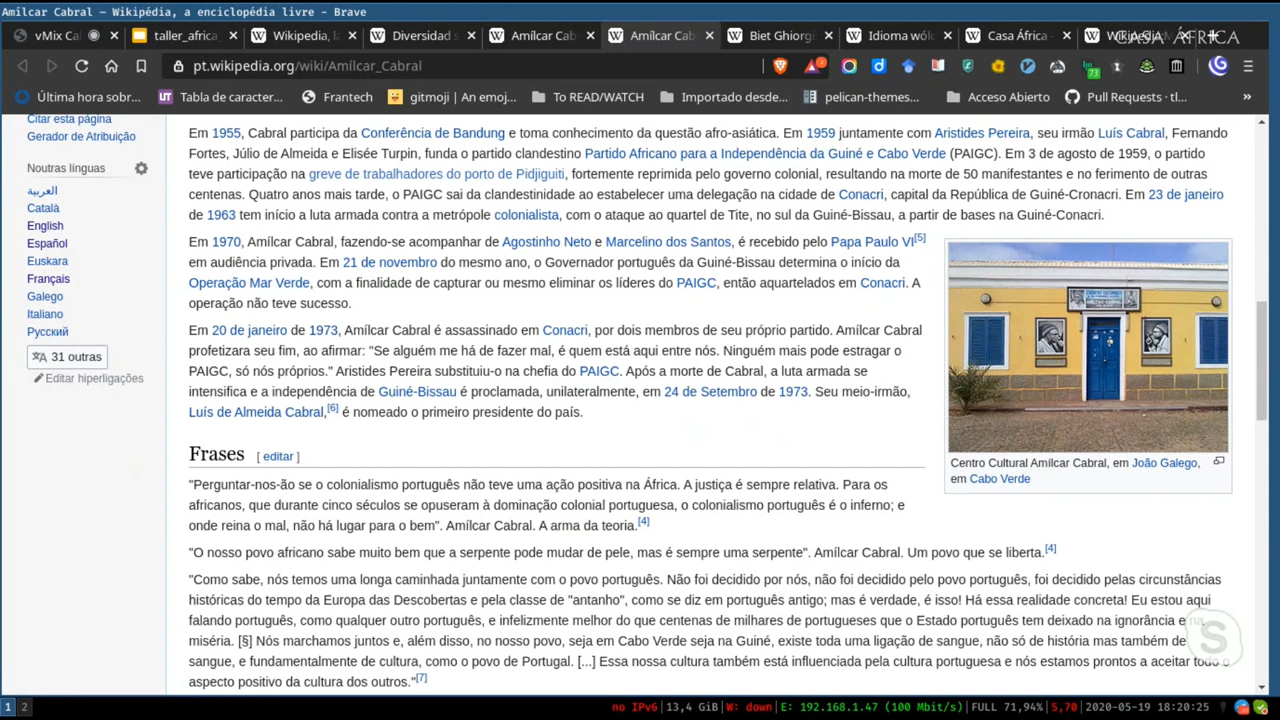 Amílcar Cabral – Wikipédia, a enciclopédia livre - Brave
vMix Cal
taller_africa_
Wikipedia, la
Diversidad s
Amílcar Cab
Amílcar Cab
Biet Ghiorgi
Idioma wólo
Casa África -
Wikipedia:
CASA ÁFRICA
pt.wikipedia.org/wiki/Amílcar_Cabral
73
Última hora sobr...
Tabla de caracter...
Frantech
gitmoji | An emoj...
To READ/WATCH
Importado desde...
pelican-themes...
Acceso Abierto
Pull Requests · tl...
»
Citar esta página
Gerador de Atribuição
Noutras línguas
العربية
Català
English
Español
Euskara
Français
Galego
Italiano
Русский
31 outras
Editar hiperligações
Em 1955, Cabral participa da Conferência de Bandung e toma conhecimento da questão afro-asiática. Em 1959 juntamente com Aristides Pereira, seu irmão Luís Cabral, Fernando
Fortes, Júlio de Almeida e Elisée Turpin, funda o partido clandestino Partido Africano para a Independência da Guiné e Cabo Verde (PAIGC). Em 3 de agosto de 1959, o partido
teve participação na greve de trabalhadores do porto de Pidjiguiti, fortemente reprimida pelo governo colonial, resultando na morte de 50 manifestantes e no ferimento de outras
centenas. Quatro anos mais tarde, o PAIGC sai da clandestinidade ao estabelecer uma delegação na cidade de Conacri, capital da República de Guiné-Cronacri. Em 23 de janeiro
de 1963 tem início a luta armada contra a metrópole colonialista, com o ataque ao quartel de Tite, no sul da Guiné-Bissau, a partir de bases na Guiné-Conacri.
Em 1970, Amílcar Cabral, fazendo-se acompanhar de Agostinho Neto e Marcelino dos Santos, é recebido pelo Papa Paulo VI[5]
em audiência privada. Em 21 de novembro do mesmo ano, o Governador português da Guiné-Bissau determina o início da
Operação Mar Verde, com a finalidade de capturar ou mesmo eliminar os líderes do PAIGC, então aquartelados em Conacri. A
operação não teve sucesso.
Em 20 de janeiro de 1973, Amílcar Cabral é assassinado em Conacri, por dois membros de seu próprio partido. Amílcar Cabral
profetizara seu fim, ao afirmar: "Se alguém me há de fazer mal, é quem está aqui entre nós. Ninguém mais pode estragar o
PAIGC, só nós próprios." Aristides Pereira substituiu-o na chefia do PAIGC. Após a morte de Cabral, a luta armada se
intensifica e a independência de Guiné-Bissau é proclamada, unilateralmente, em 24 de Setembro de 1973. Seu meio-irmão,
Luís de Almeida Cabral,[6] é nomeado o primeiro presidente do país.
Centro Cultural Amílcar Cabral, em João Galego,
em Cabo Verde
Frases [ editar ]
"Perguntar-nos-ão se o colonialismo português não teve uma ação positiva na África. A justiça é sempre relativa. Para os
africanos, que durante cinco séculos se opuseram à dominação colonial portuguesa, o colonialismo português é o inferno; e
onde reina o mal, não há lugar para o bem". Amílcar Cabral. A arma da teoria.[4]
"O nosso povo africano sabe muito bem que a serpente pode mudar de pele, mas é sempre uma serpente". Amílcar Cabral. Um povo que se liberta.[4]
"Como sabe, nós temos uma longa caminhada juntamente com o povo português. Não foi decidido por nós, não foi decidido pelo povo português, foi decidido pelas circunstâncias
históricas do tempo da Europa das Descobertas e pela classe de "antanho", como se diz em português antigo; mas é verdade, é isso! Há essa realidade concreta! Eu estou aqui
falando português, como qualquer outro português, e infelizmente melhor do que centenas de milhares de portugueses que o Estado português tem deixado na ignorância e na
miséria. [§] Nós marchamos juntos e, além disso, no nosso povo, seja em Cabo Verde seja na Guiné, existe toda uma ligação de sangue, não só de história mas também de
sangue, e fundamentalmente de cultura, como o povo de Portugal. [...] Essa nossa cultura também está influenciada pela cultura portuguesa e nós estamos prontos a aceitar todo o
aspecto positivo da cultura dos outros."[7]
1 2
no IPv6| 13,4 GiB| W: down| E: 192.168.1.47 (100 Mbit/s)| FULL 71,94%| 5,70| 2020-05-19 18:20:25